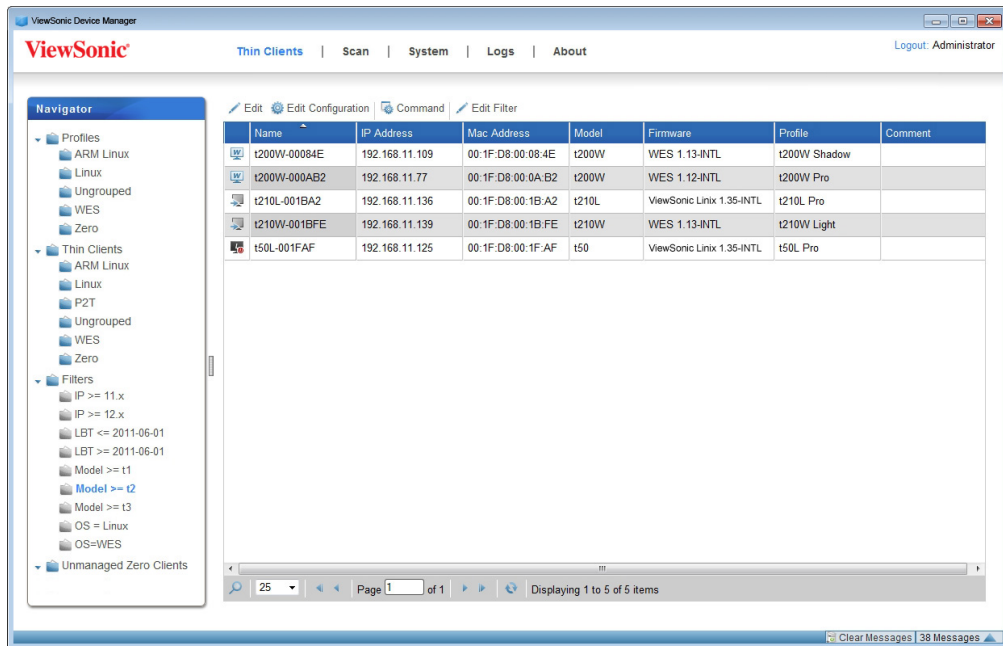 ViewSonic Device Manager
ViewSonic®
Thin Clients | Scan | System | Logs | About
Logout: Administrator
Navigator
Profiles
ARM Linux
Linux
Ungrouped
WES
Zero
Thin Clients
ARM Linux
Linux
P2T
Ungrouped
WES
Zero
Filters
IP >= 11.x
IP >= 12.x
LBT <= 2011-06-01
LBT >= 2011-06-01
Model >= t1
Model >= t2
Model >= t3
OS = Linux
OS=WES
Unmanaged Zero Clients
Edit Edit Configuration Command Edit Filter
Name IP Address Mac Address Model Firmware Profile Comment
t200W-00084E 192.168.11.109 00:1F:D8:00:08:4E t200W WES 1.13-INTL t200W Shadow
t200W-000AB2 192.168.11.77 00:1F:D8:00:0A:B2 t200W WES 1.12-INTL t200W Pro
t210L-001BA2 192.168.11.136 00:1F:D8:00:1B:A2 t210L ViewSonic Linix 1.35-INTL t210L Pro
t210W-001BFE 192.168.11.139 00:1F:D8:00:1B:FE t210W WES 1.13-INTL t210W Light
t50L-001FAF 192.168.11.125 00:1F:D8:00:1F:AF t50 ViewSonic Linix 1.35-INTL t50L Pro
25 Page 1 of 1 Displaying 1 to 5 of 5 items
Clear Messages 38 Messages